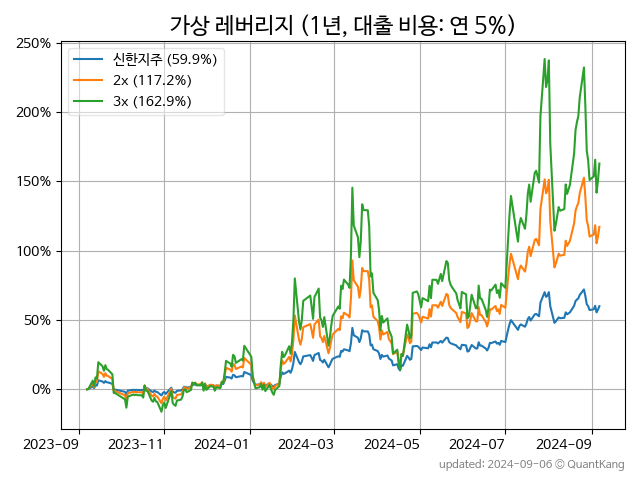 가상 레버리지 (1년, 대출 비용: 연 5%)
250%
200%
150%
100%
50%
0%
신한지주 (59.9%)
2x (117.2%)
3x (162.9%)
2023-09
2023-11
2024-01
2024-03
2024-05
2024-07
2024-09
updated: 2024-09-06 © QuantKang